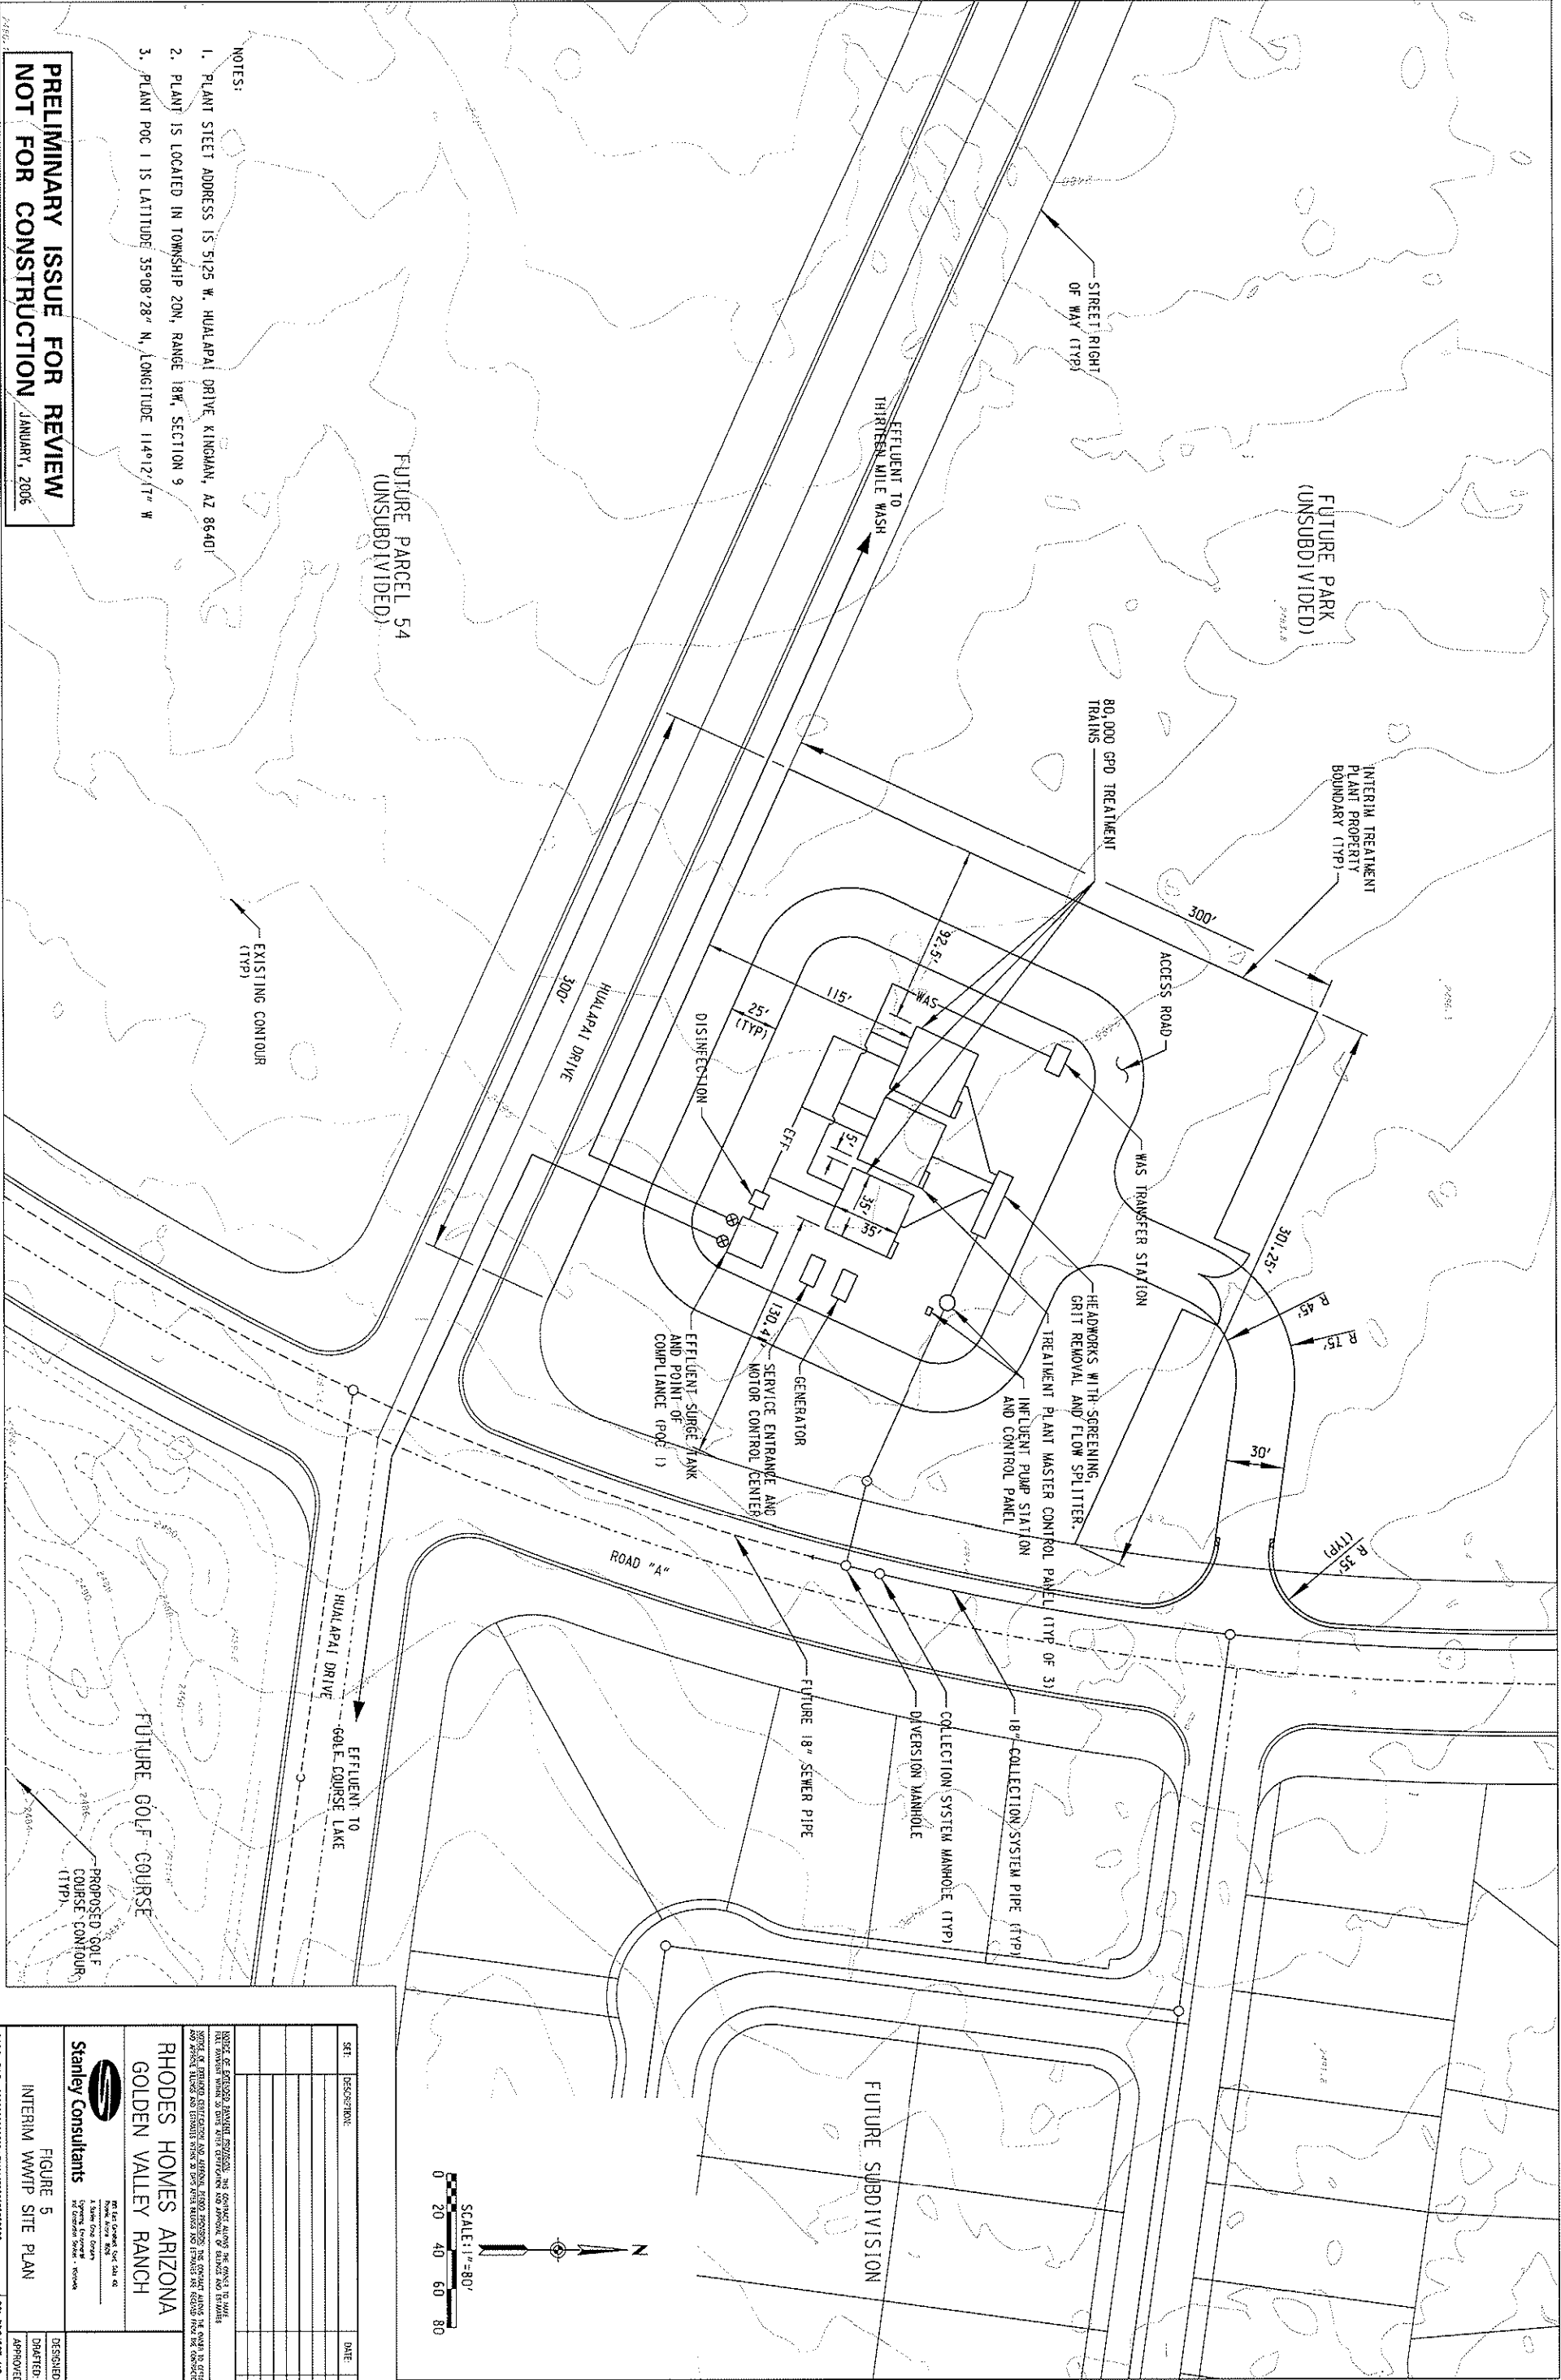 FUTURE PARK
(UNSUBDIVIDED)
STREET RIGHT
OF WAY (TYP)
EFFLUENT TO
THIRTEEN MILE WASH
INTERIM TREATMENT
PLANT PROPERTY
BOUNDARY (TYP)
80,000 GPD TREATMENT
TRAINS
300'
ACCESS ROAD
WAS TRANSFER STATION
301.25'
R 45'
R 75'
30'
R 35'
(TYP)
92.5'
WAS
115'
25'
(TYP)
EFF
5'
35'
35'
130.4'
DISINFECTION
HUALAPAI DRIVE
300'
HEADWORKS WITH SCREENING,
GRIT REMOVAL AND FLOW SPLITTER.
TREATMENT PLANT MASTER CONTROL PANEL (TYP OF 3)
INFLUENT PUMP STATION
AND CONTROL PANEL
GENERATOR
SERVICE ENTRANCE AND
MOTOR CONTROL CENTER
EFFLUENT SURGE TANK
AND POINT OF
COMPLIANCE (POC 1)
18" COLLECTION SYSTEM PIPE (TYP)
COLLECTION SYSTEM MANHOLE (TYP)
DIVERSION MANHOLE
FUTURE 18" SEWER PIPE
ROAD "A"
HUALAPAI DRIVE
EFFLUENT TO
GOLF COURSE LAKE
FUTURE SUBDIVISION
FUTURE PARCEL 54
(UNSUBDIVIDED)
EXISTING CONTOUR
(TYP)
FUTURE GOLF COURSE
PROPOSED GOLF
COURSE CONTOUR
(TYP)
NOTES:
1. PLANT STEET ADDRESS IS 5125 W. HUALAPAI DRIVE KINGMAN, AZ 86401
2. PLANT IS LOCATED IN TOWNSHIP 20N, RANGE 18W, SECTION 9
3. PLANT POC 1 IS LATITUDE 35°08'28" N, LONGITUDE 114°12'17" W
PRELIMINARY ISSUE FOR REVIEW
NOT FOR CONSTRUCTION JANUARY, 2006
N
SCALE: 1"=80'
0 20 40 60 80
SET: DESCRIPTION: DATE:
RHODES HOMES ARIZONA
GOLDEN VALLEY RANCH
Stanley Consultants
FIGURE 5
INTERIM WWTP SITE PLAN
DESIGNED
DRAFTED:
APPROVED